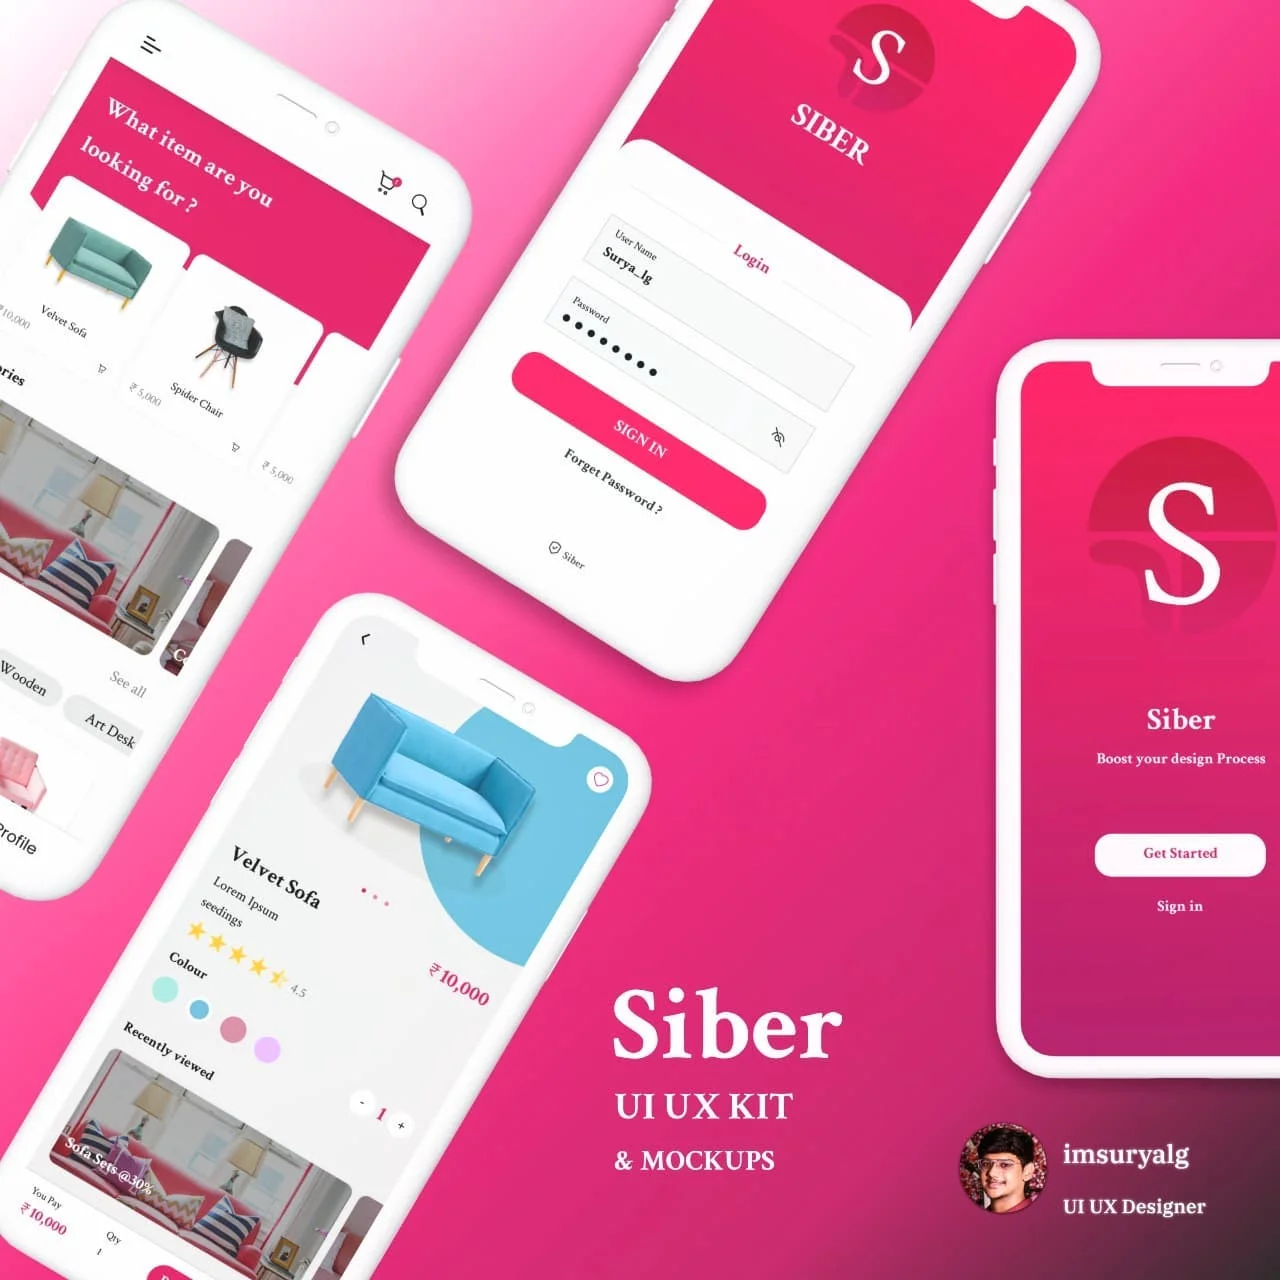 What item are you
looking for ?
Velvet Sofa
₹10,000
Spider Chair
₹ 5,000
₹ 5,000
See all
Wooden
Art Desk
Profile
S
SIBER
Login
User Name
Surya_lg
Password
SIGN IN
Forget Password ?
Siber
S
Siber
Boost your design Process
Get Started
Sign in
Velvet Sofa
Lorem Ipsum
seedings
4.5
₹10,000
Colour
Recently viewed
- 1 +
Sofa Sets @30%
You Pay
₹10,000
Qty
1
Siber
UI UX KIT
& MOCKUPS
imsuryalg
UI UX Designer